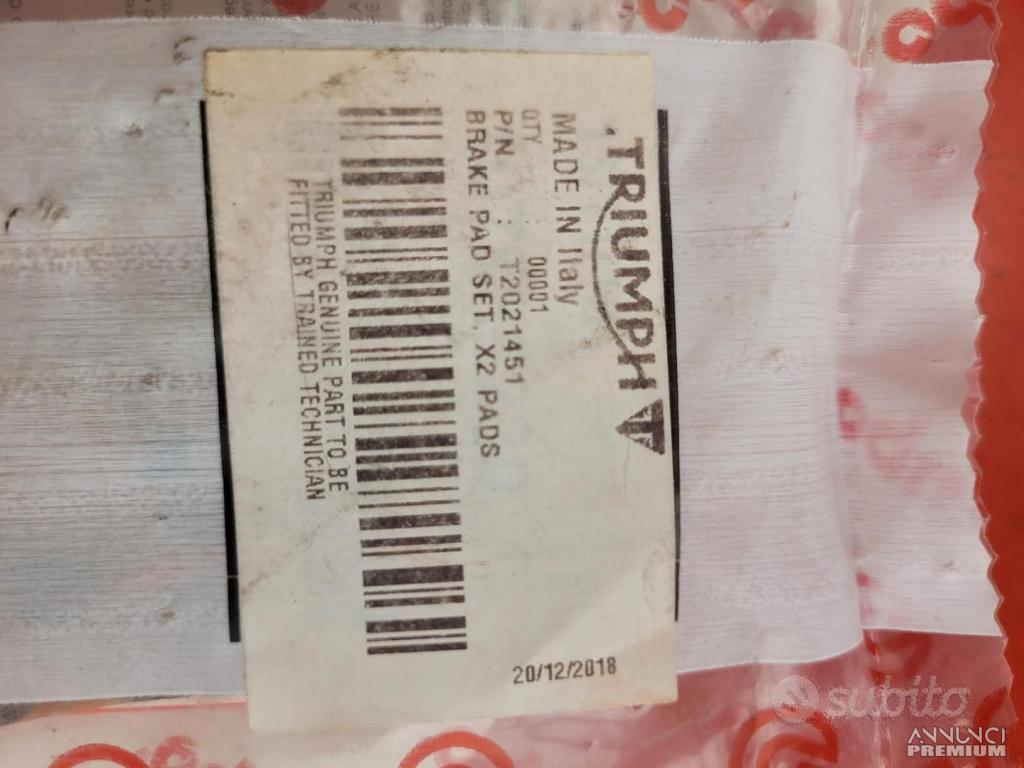 TRIUMPH
MADE IN Italy
QTY : 00001
P/N : T2021451
BRAKE PAD SET, X2 PADS
TRIUMPH GENUINE PART TO BE
FITTED BY TRAINED TECHNICIAN
20/12/2018
subito
ANNUNCI
PREMIUM